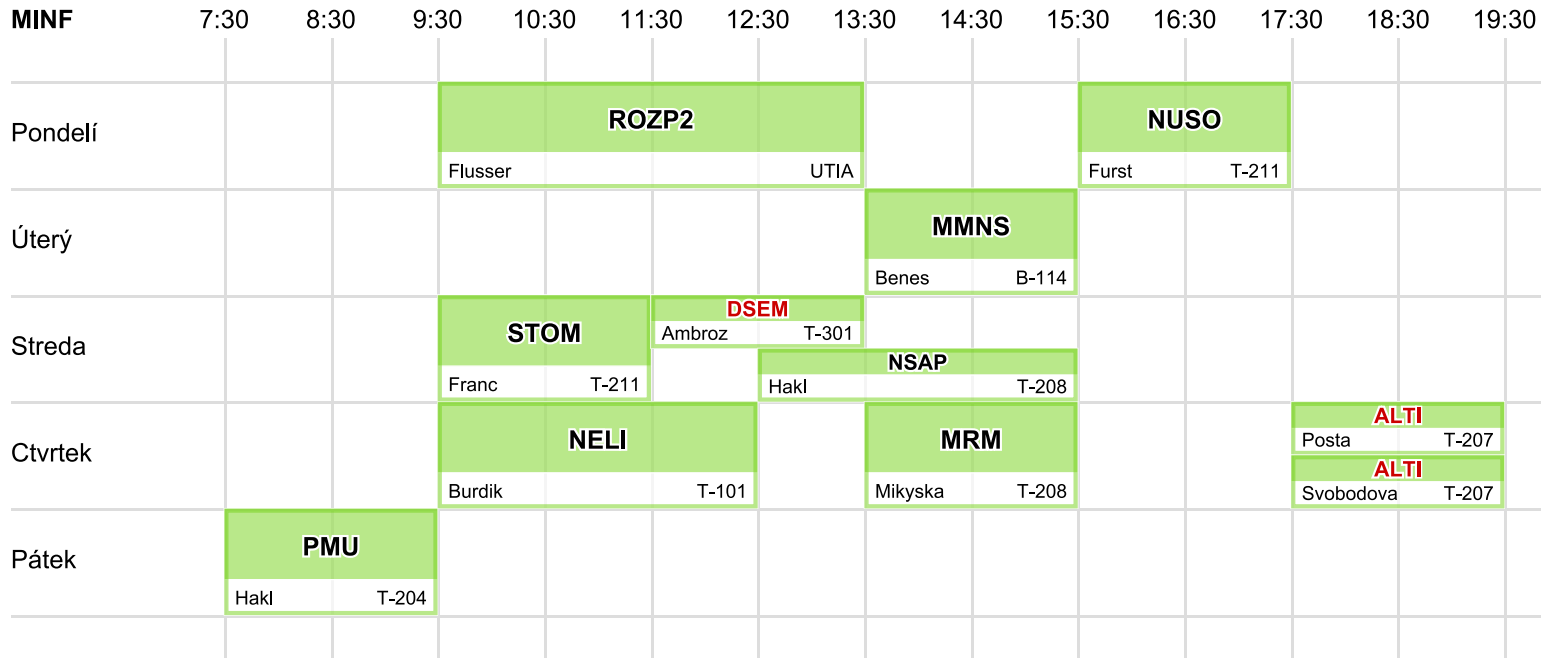 MINF 7:30 8:30 9:30 10:30 11:30 12:30 13:30 14:30 15:30 16:30 17:30 18:30 19:30
Pondelí
ROZP2
Flusser UTIA
NUSO
Furst T-211
Úterý
MMNS
Benes B-114
Streda
STOM
Franc T-211
DSEM
Ambroz T-301
NSAP
Hakl T-208
Ctvrtek
NELI
Burdik T-101
MRM
Mikyska T-208
ALTI
Posta T-207
ALTI
Svobodova T-207
Pátek
PMU
Hakl T-204